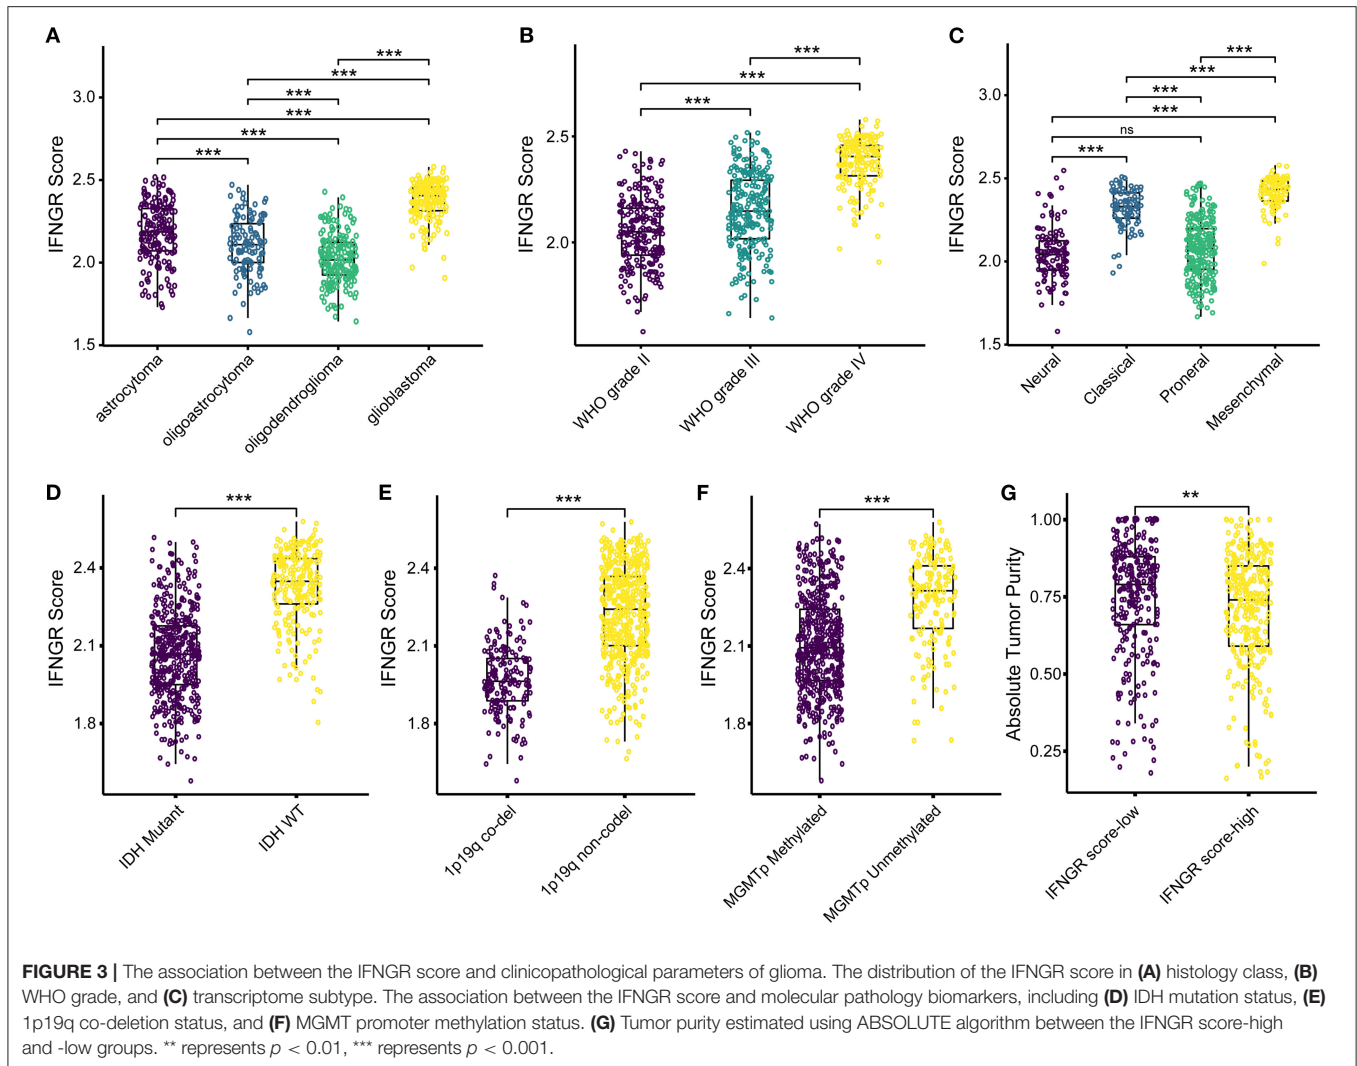 A
IFNGR Score
3.0
2.5
2.0
1.5
***
***
***
***
***
***
astrocytoma
oligoastrocytoma
oligodendroglioma
glioblastoma
B
IFNGR Score
2.5
2.0
***
***
***
WHO grade II
WHO grade III
WHO grade IV
C
IFNGR Score
3.0
2.5
2.0
1.5
***
***
***
***
ns
***
Neural
Classical
Proneral
Mesenchymal
D
IFNGR Score
2.4
2.1
1.8
***
IDH Mutant
IDH WT
E
IFNGR Score
2.4
2.1
1.8
***
1p19q co-del
1p19q non-codel
F
IFNGR Score
2.4
2.1
1.8
***
MGMTp Methylated
MGMTp Unmethylated
G
Absolute Tumor Purity
1.00
0.75
0.50
0.25
**
IFNGR score-low
IFNGR score-high
FIGURE 3 | The association between the IFNGR score and clinicopathological parameters of glioma. The distribution of the IFNGR score in (A) histology class, (B)
WHO grade, and (C) transcriptome subtype. The association between the IFNGR score and molecular pathology biomarkers, including (D) IDH mutation status, (E)
1p19q co-deletion status, and (F) MGMT promoter methylation status. (G) Tumor purity estimated using ABSOLUTE algorithm between the IFNGR score-high
and -low groups. ** represents p < 0.01, *** represents p < 0.001.